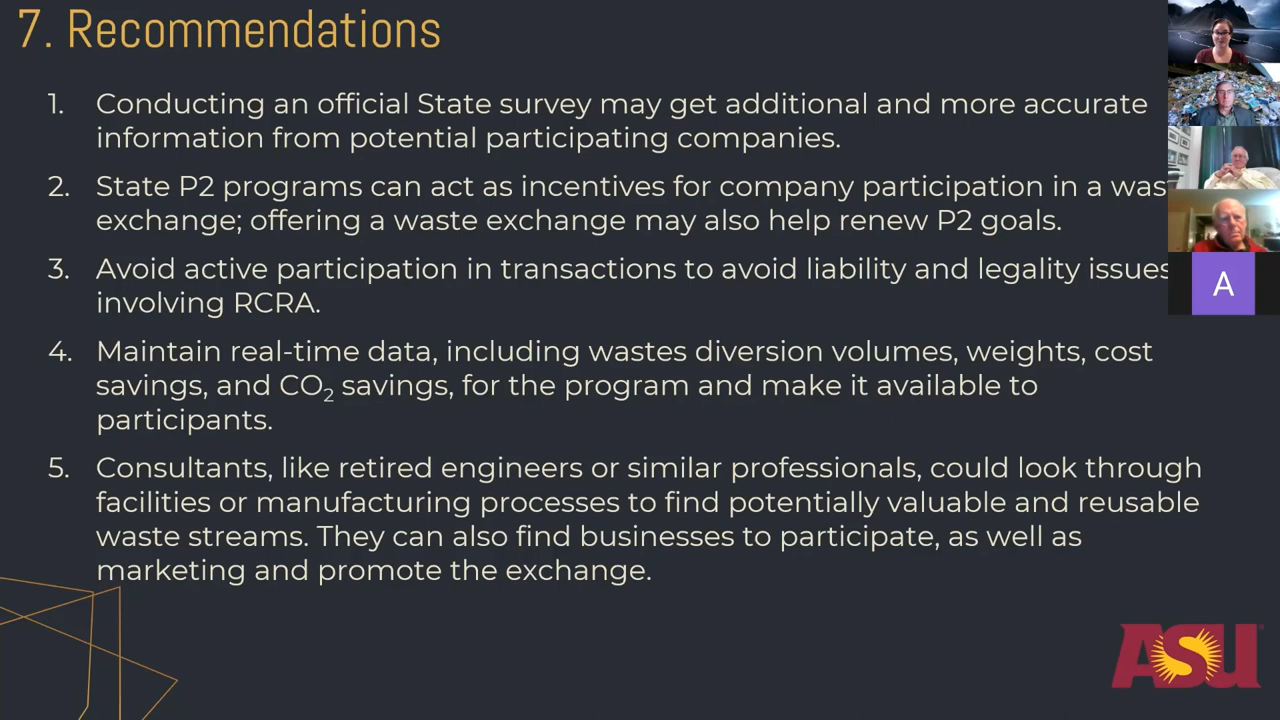 7. Recommendations
1. Conducting an official State survey may get additional and more accurate
information from potential participating companies.
2. State P2 programs can act as incentives for company participation in a was
exchange; offering a waste exchange may also help renew P2 goals.
3. Avoid active participation in transactions to avoid liability and legality issues
involving RCRA.
4. Maintain real-time data, including wastes diversion volumes, weights, cost
savings, and CO₂ savings, for the program and make it available to
participants.
5. Consultants, like retired engineers or similar professionals, could look through
facilities or manufacturing processes to find potentially valuable and reusable
waste streams. They can also find businesses to participate, as well as
marketing and promote the exchange.
A
ASU